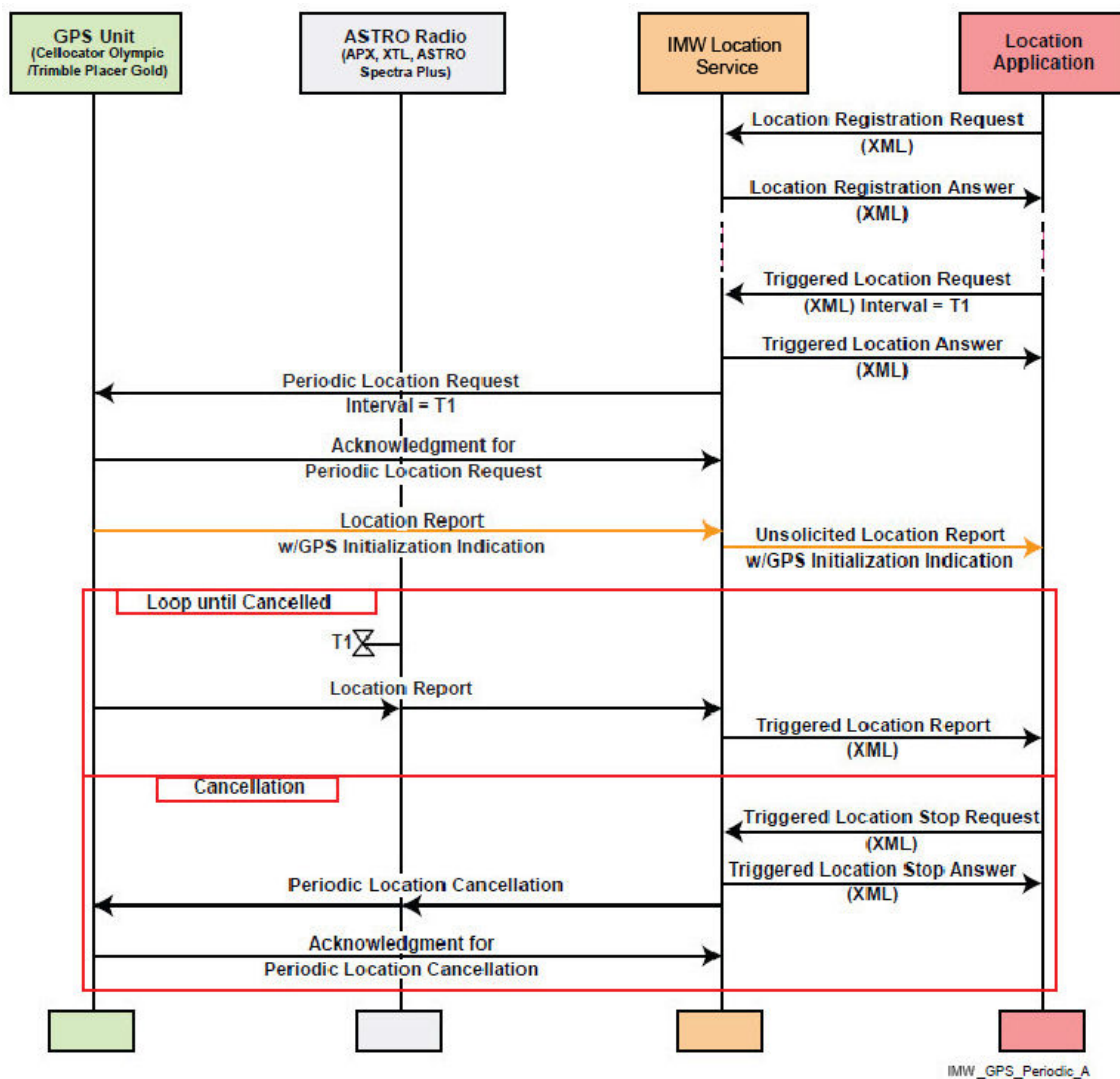 GPS Unit
(Cellocator Olympic
/Trimble Placer Gold)
ASTRO Radio
(APX, XTL, ASTRO
Spectra Plus)
IMW Location
Service
Location
Application
Location Registration Request
(XML)
Location Registration Answer
(XML)
Triggered Location Request
(XML) Interval = T1
Triggered Location Answer
(XML)
Periodic Location Request
Interval = T1
Acknowledgment for
Periodic Location Request
Location Report
w/GPS Initialization Indication
Unsolicited Location Report
w/GPS Initialization Indication
Loop until Cancelled
T1
Location Report
Triggered Location Report
(XML)
Cancellation
Triggered Location Stop Request
(XML)
Triggered Location Stop Answer
(XML)
Periodic Location Cancellation
Acknowledgment for
Periodic Location Cancellation
IMW_GPS_Periodic_A